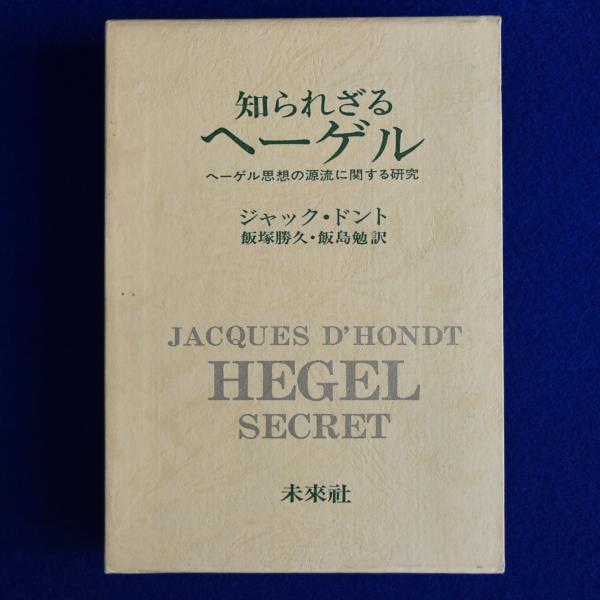 知られざる
ヘーゲル
ヘーゲル思想の源流に関する研究
ジャック・ドント
飯塚勝久・飯島勉訳
JACQUES D'HONDT
HEGEL
SECRET
未來社